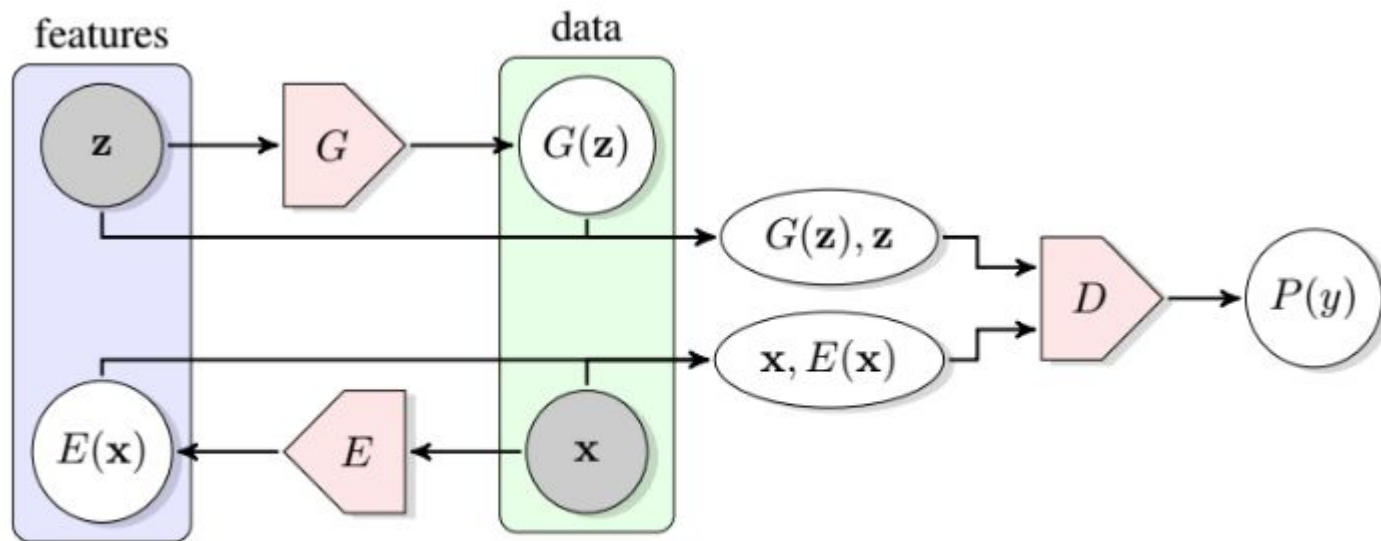 features
data
z
G
G(z)
G(z), z
D
P(y)
x, E(x)
E(x)
E
x